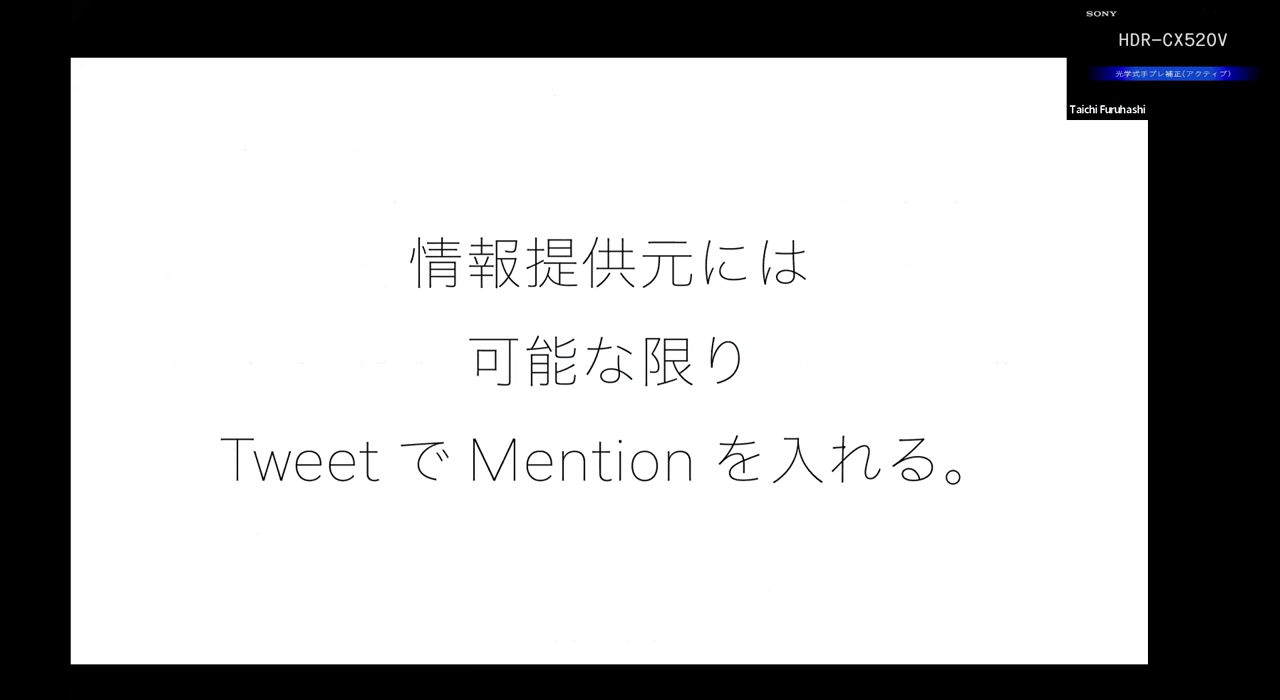 SONY
HDR-CX520V
光学式手ブレ補正(アクティブ)
Taichi Furuhashi
情報提供元には
可能な限り
Tweet で Mention を入れる。